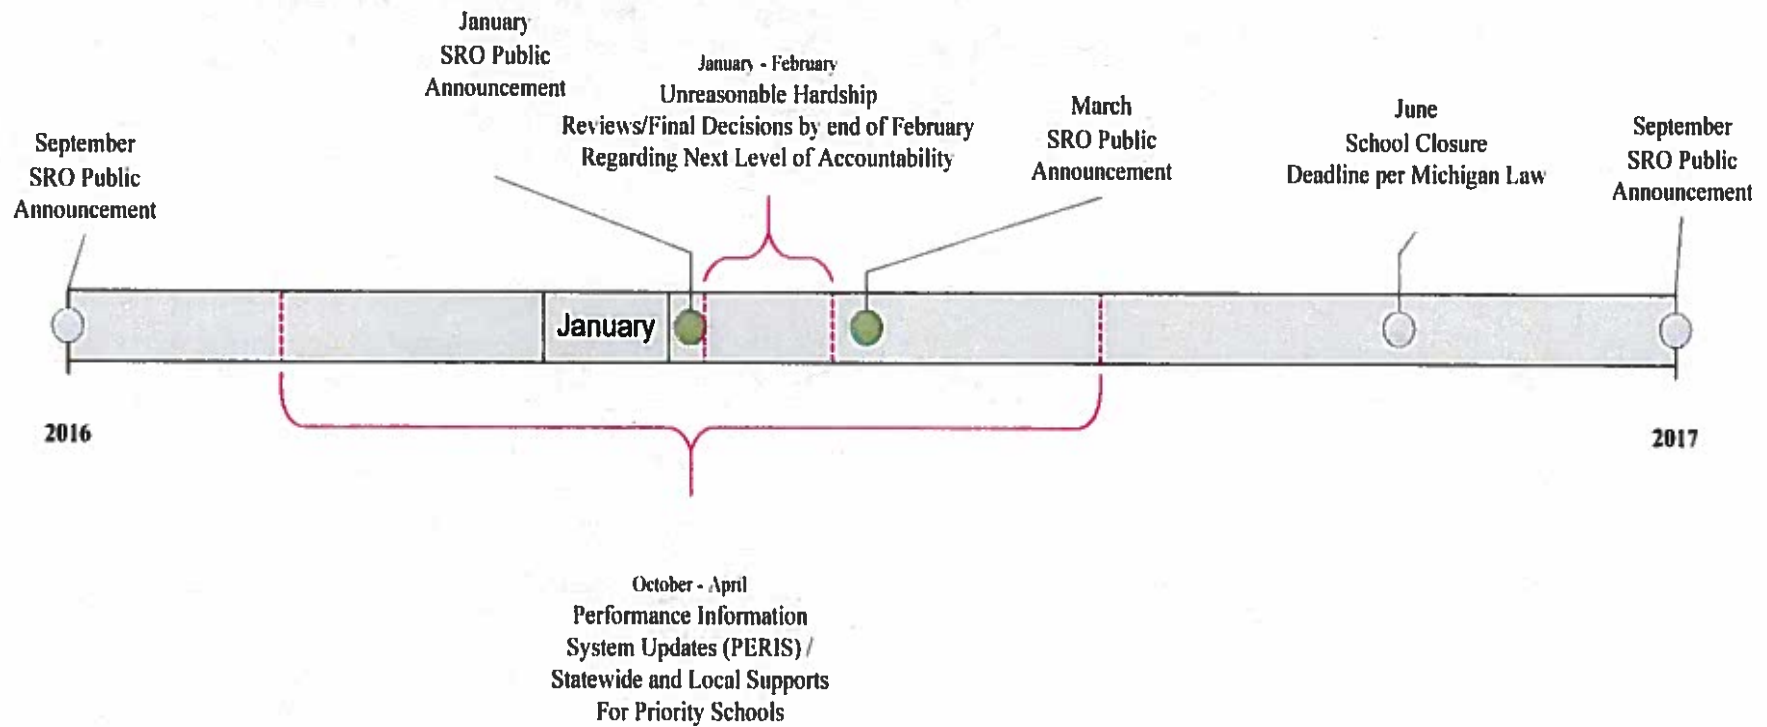 September
SRO Public
Announcement
January
SRO Public
Announcement
January - February
Unreasonable Hardship
Reviews/Final Decisions by end of February
Regarding Next Level of Accountability
March
SRO Public
Announcement
June
School Closure
Deadline per Michigan Law
September
SRO Public
Announcement
January
2016
2017
October - April
Performance Information
System Updates (PERIS) /
Statewide and Local Supports
For Priority Schools